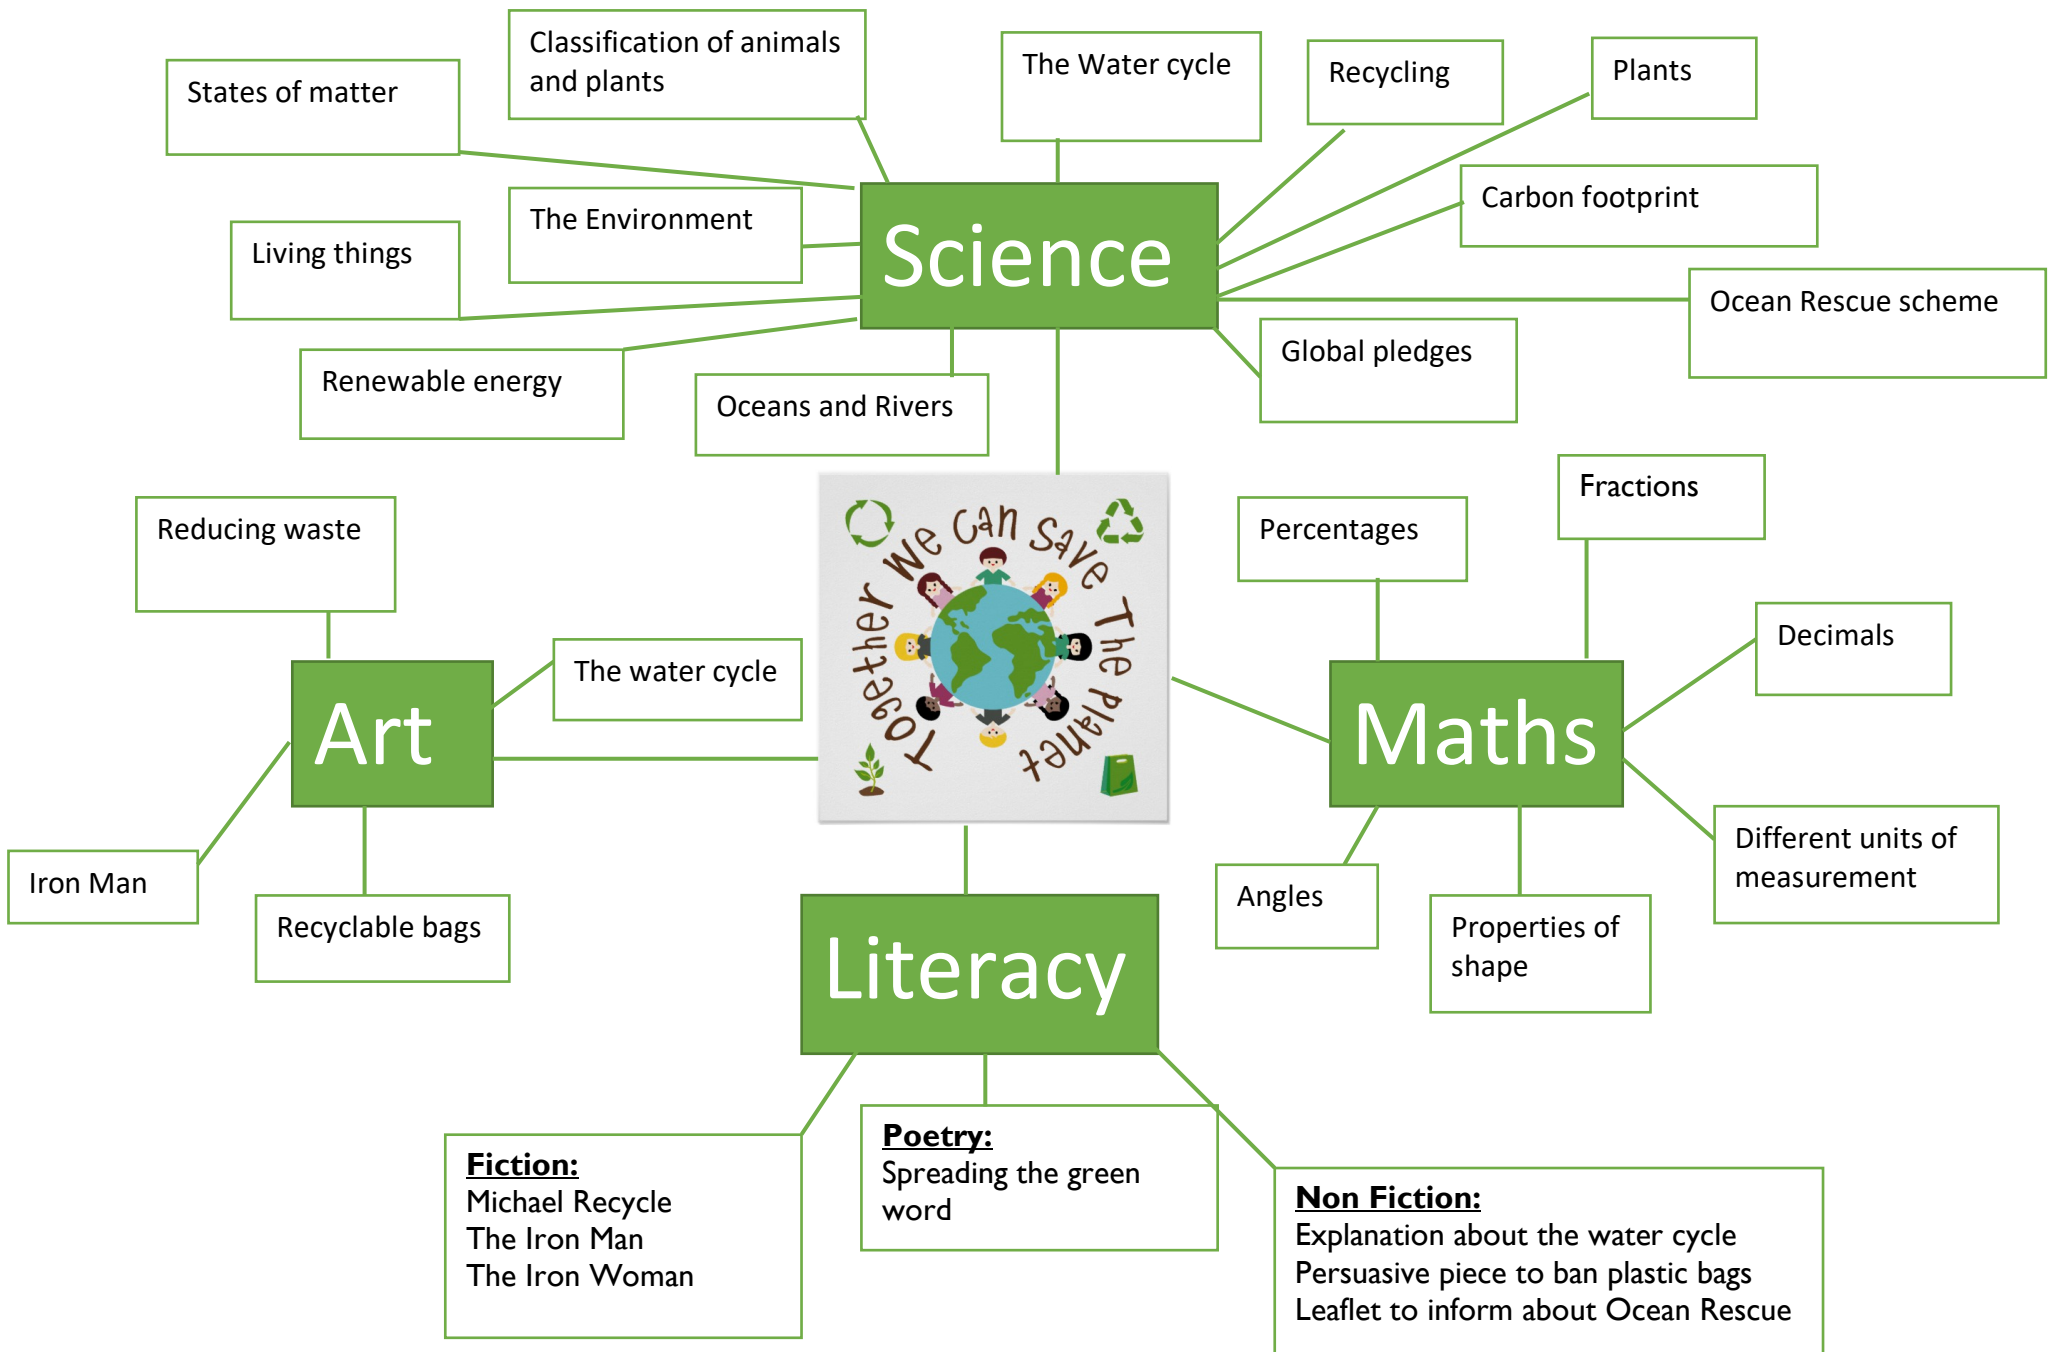 Classification of animals
and plants
The Water cycle
Recycling
Plants
States of matter
The Environment
Science
Carbon footprint
Living things
Ocean Rescue scheme
Global pledges
Renewable energy
Oceans and Rivers
Reducing waste
The water cycle
Art
Iron Man
Recyclable bags
Together We Can Save The Planet
Percentages
Fractions
Decimals
Maths
Different units of
measurement
Angles
Properties of
shape
Literacy
Fiction:
Michael Recycle
The Iron Man
The Iron Woman
Poetry:
Spreading the green
word
Non Fiction:
Explanation about the water cycle
Persuasive piece to ban plastic bags
Leaflet to inform about Ocean Rescue